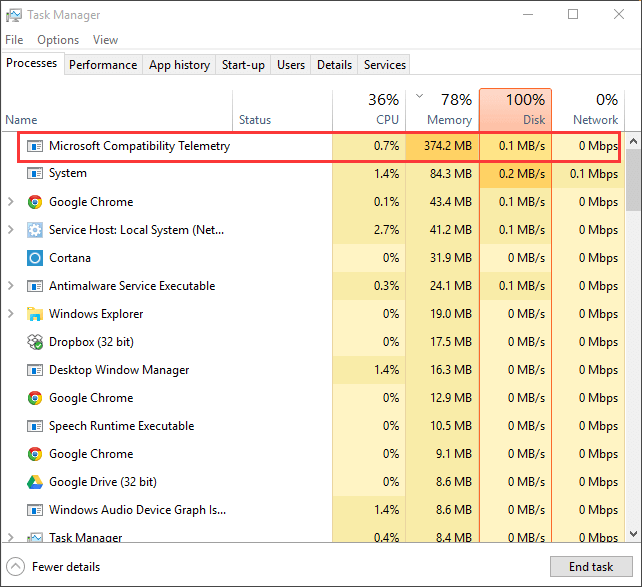 Task Manager
File Options View
Processes Performance App history Start-up Users Details Services
36% 78% 100% 0%
Name Status CPU Memory Disk Network
Microsoft Compatibility Telemetry 0.7% 374.2 MB 0.1 MB/s 0 Mbps
System 1.4% 84.3 MB 0.2 MB/s 0.1 Mbps
Google Chrome 0.1% 43.4 MB 0.1 MB/s 0 Mbps
Service Host: Local System (Net... 2.7% 41.2 MB 0.1 MB/s 0 Mbps
Cortana 0% 31.9 MB 0 MB/s 0 Mbps
Antimalware Service Executable 0.3% 24.1 MB 0.1 MB/s 0 Mbps
Windows Explorer 0% 19.0 MB 0 MB/s 0 Mbps
Dropbox (32 bit) 0% 17.5 MB 0 MB/s 0 Mbps
Desktop Window Manager 1.4% 16.3 MB 0 MB/s 0 Mbps
Google Chrome 0% 12.9 MB 0 MB/s 0 Mbps
Speech Runtime Executable 0% 10.5 MB 0 MB/s 0 Mbps
Google Chrome 0% 9.1 MB 0 MB/s 0 Mbps
Google Drive (32 bit) 0% 8.6 MB 0 MB/s 0 Mbps
Windows Audio Device Graph Is... 1.4% 8.6 MB 0 MB/s 0 Mbps
Task Manager 0.4% 8.4 MB 0 MB/s 0 Mbps
Fewer details End task